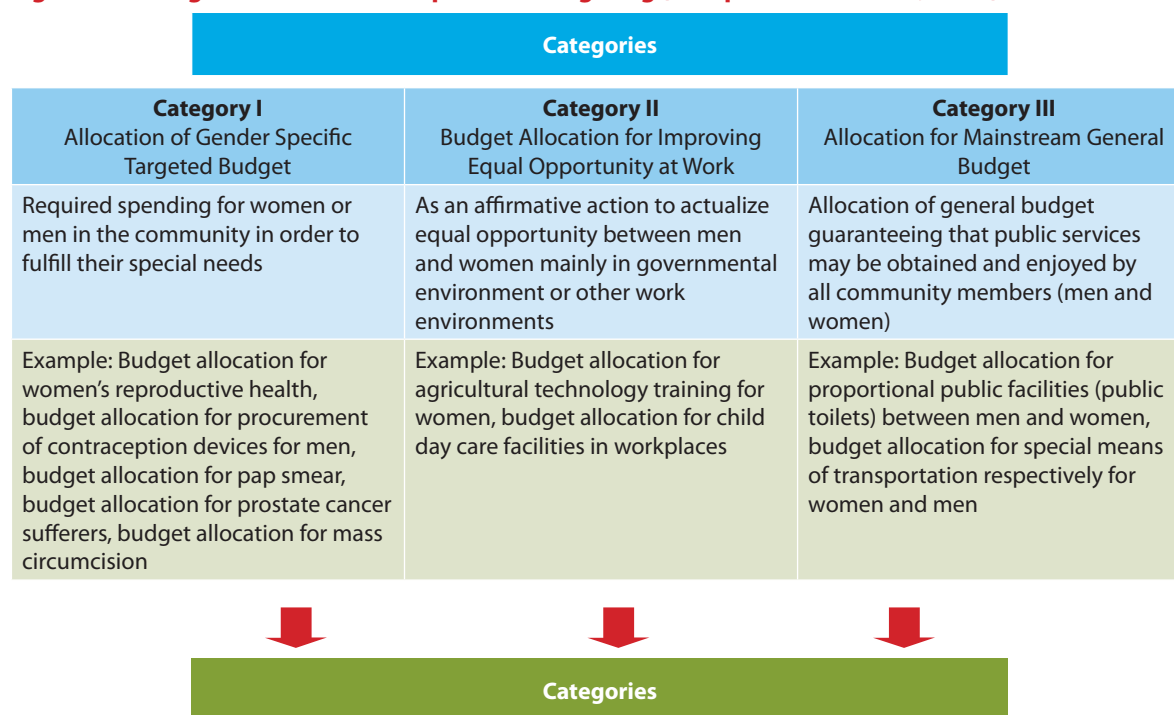 Categories
Category I
Allocation of Gender Specific
Targeted Budget
Category II
Budget Allocation for Improving
Equal Opportunity at Work
Category III
Allocation for Mainstream General
Budget
Required spending for women or
men in the community in order to
fulfill their special needs
As an affirmative action to actualize
equal opportunity between men
and women mainly in governmental
environment or other work
environments
Allocation of general budget
guaranteeing that public services
may be obtained and enjoyed by
all community members (men and
women)
Example: Budget allocation for
women’s reproductive health,
budget allocation for procurement
of contraception devices for men,
budget allocation for pap smear,
budget allocation for prostate cancer
sufferers, budget allocation for mass
circumcision
Example: Budget allocation for
agricultural technology training for
women, budget allocation for child
day care facilities in workplaces
Example: Budget allocation for
proportional public facilities (public
toilets) between men and women,
budget allocation for special means
of transportation respectively for
women and men
Categories